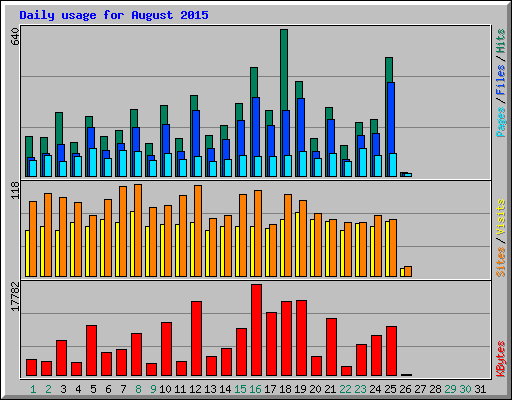 Daily usage for August 2015
640
Pages / Files / Hits
118
Sites / Visits
17782
KBytes
1 2 3 4 5 6 7 8 9 10 11 12 13 14 15 16 17 18 19 20 21 22 23 24 25 26 27 28 29 30 31